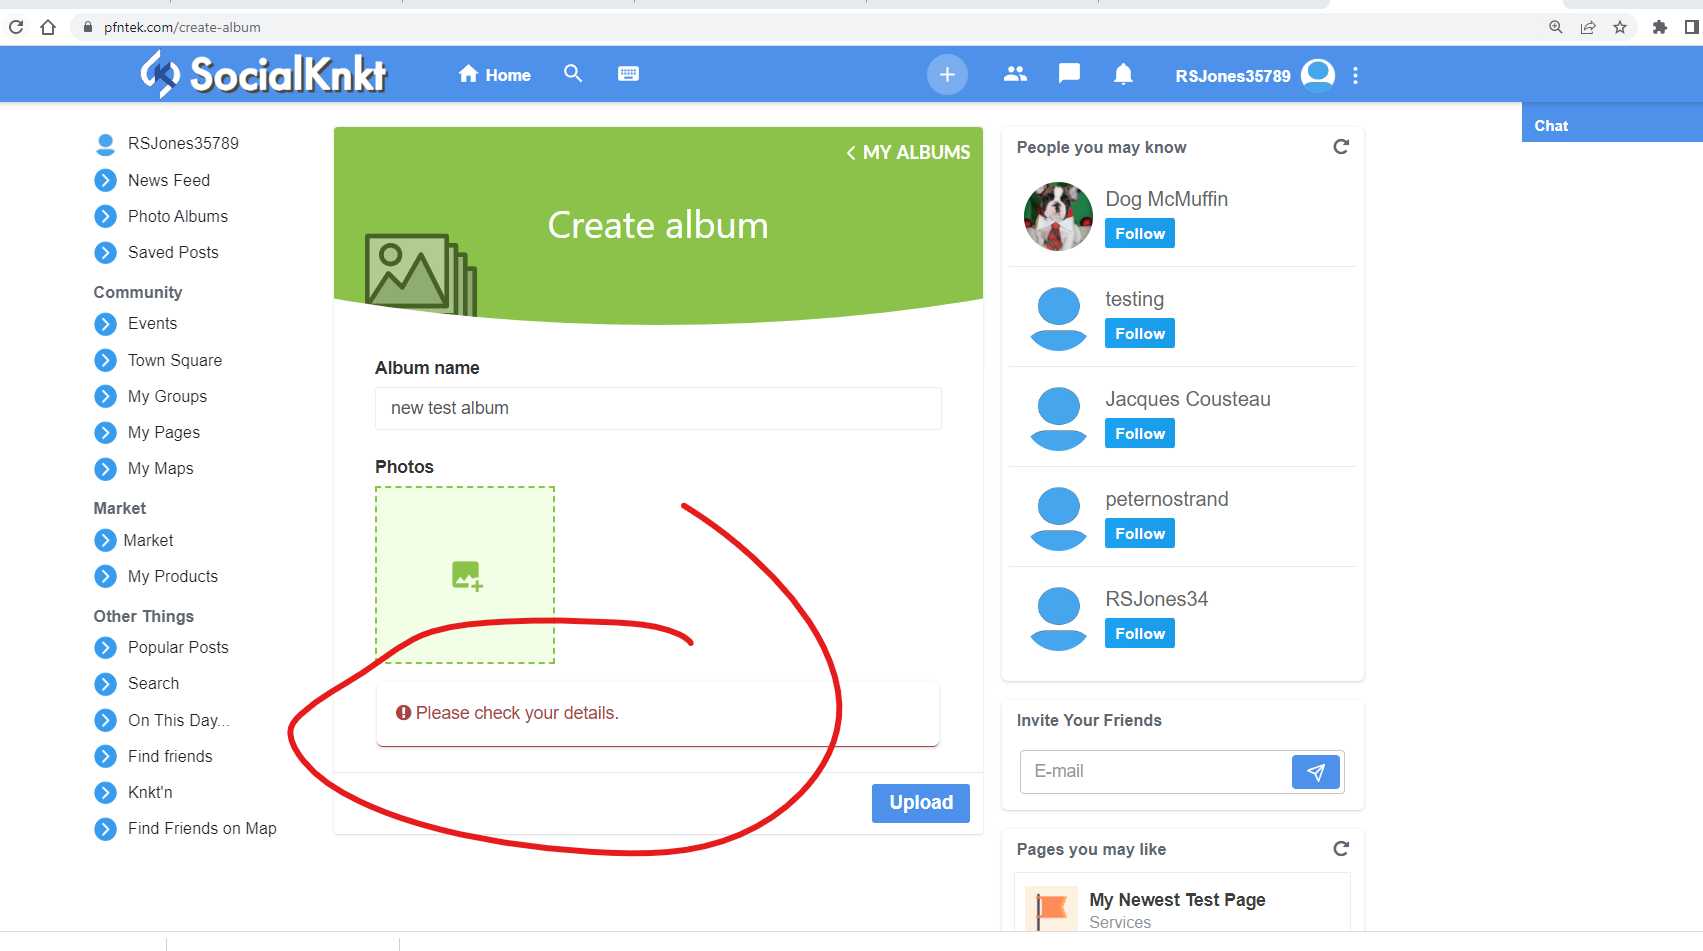 pfntek.com/create-album
SocialKnkt
Home
RSJones35789
Chat
RSJones35789
News Feed
Photo Albums
Saved Posts
Community
Events
Town Square
My Groups
My Pages
My Maps
Market
Market
My Products
Other Things
Popular Posts
Search
On This Day...
Find friends
Knkt'n
Find Friends on Map
MY ALBUMS
Create album
Album name
new test album
Photos
Please check your details.
Upload
People you may know
Dog McMuffin
Follow
testing
Follow
Jacques Cousteau
Follow
peternostrand
Follow
RSJones34
Follow
Invite Your Friends
E-mail
Pages you may like
My Newest Test Page
Services